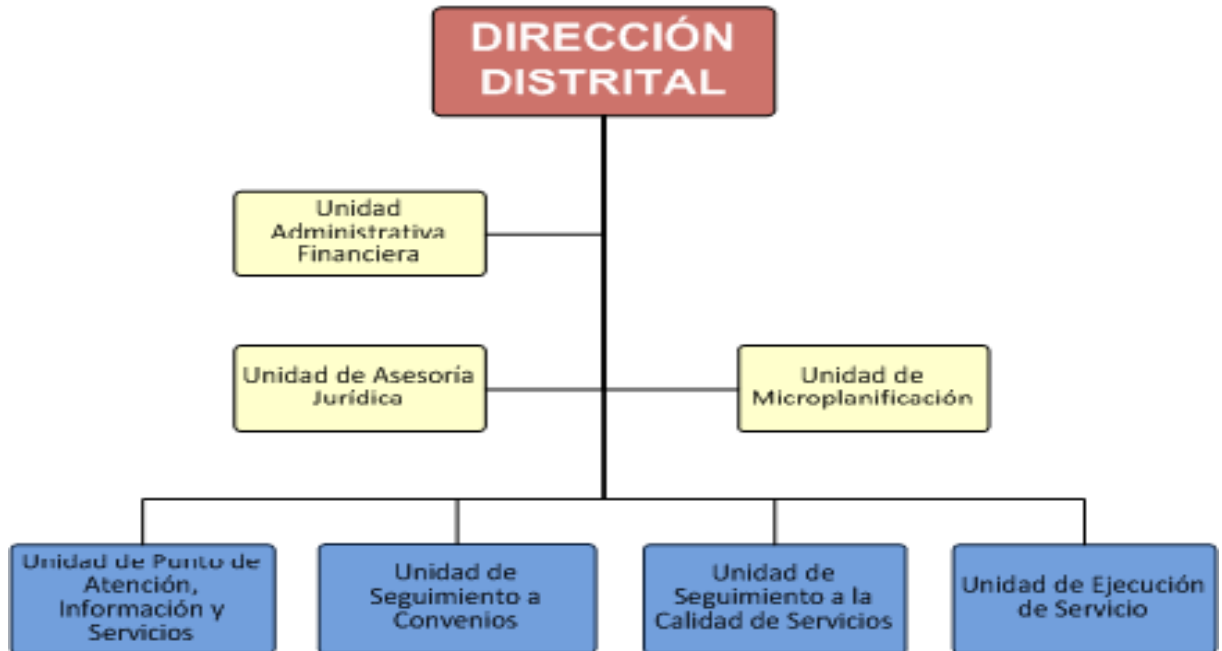 DIRECCIÓN
DISTRITAL
Unidad
Administrativa
Financiera
Unidad de Asesoría
Jurídica
Unidad de
Microplanificación
Unidad de Punto de
Atención,
Información y
Servicios
Unidad de
Seguimiento a
Convenios
Unidad de
Seguimiento a la
Calidad de Servicios
Unidad de Ejecución
de Servicio